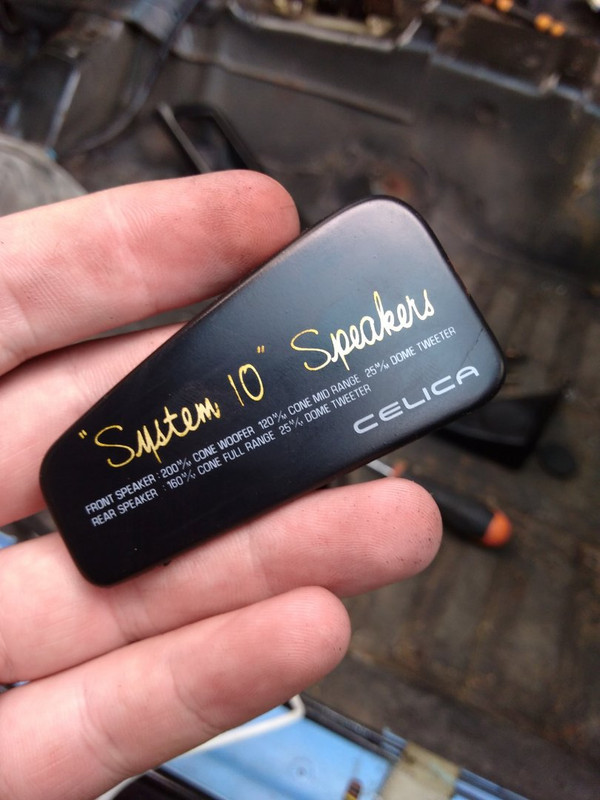 "System 10" Speakers
FRONT SPEAKER : 200 m/m CONE WOOFER 120 m/m CONE MID RANGE 25 m/m DOME TWEETER
REAR SPEAKER : 160 m/m CONE FULL RANGE 25 m/m DOME TWEETER
CELICA